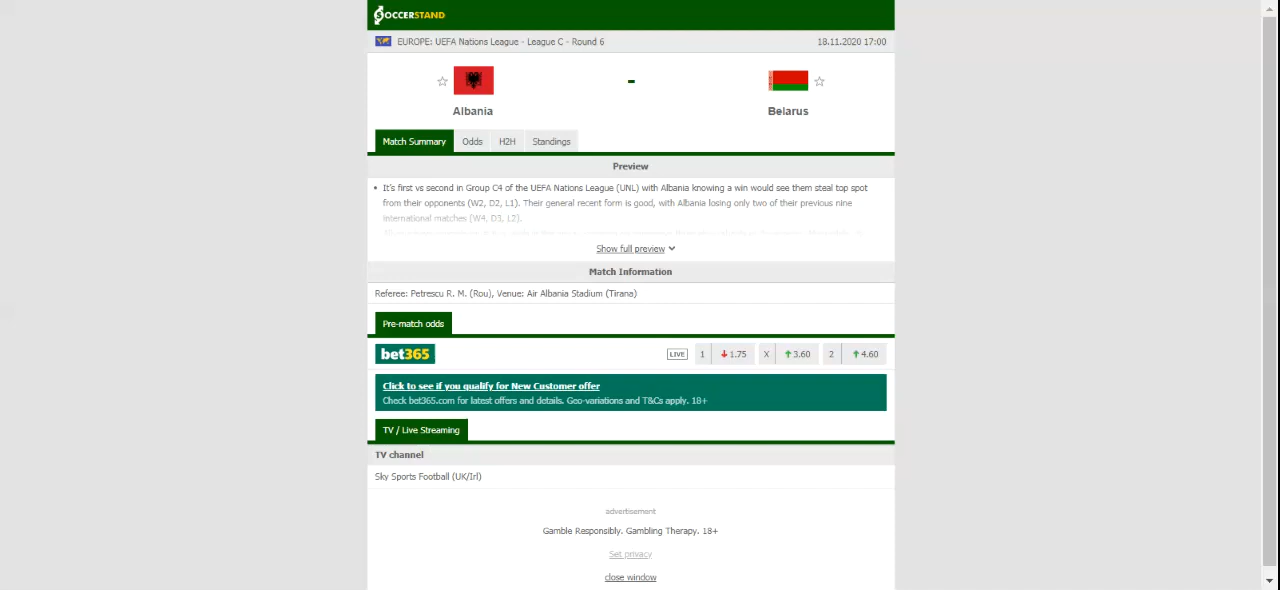 SOCCERSTAND
EUROPE: UEFA Nations League - League C - Round 6
18.11.2020 17:00
-
Albania
Belarus
Match Summary
Odds
H2H
Standings
Preview
• It's first vs second in Group C4 of the UEFA Nations League (UNL) with Albania knowing a win would see them steal top spot
from their opponents (W2, D2, L1). Their general recent form is good, with Albania losing only two of their previous nine
international matches (W4, D3, L2).
Show full preview
Match Information
Referee: Petrescu R. M. (Rou), Venue: Air Albania Stadium (Tirana)
Pre-match odds
bet365
LIVE
1 1.75
X 3.60
2 4.60
Click to see if you qualify for New Customer offer
Check bet365.com for latest offers and details. Geo-variations and T&Cs apply. 18+
TV / Live Streaming
TV channel
Sky Sports Football (UK/Irl)
advertisement
Gamble Responsibly. Gambling Therapy. 18+
Set privacy
close window